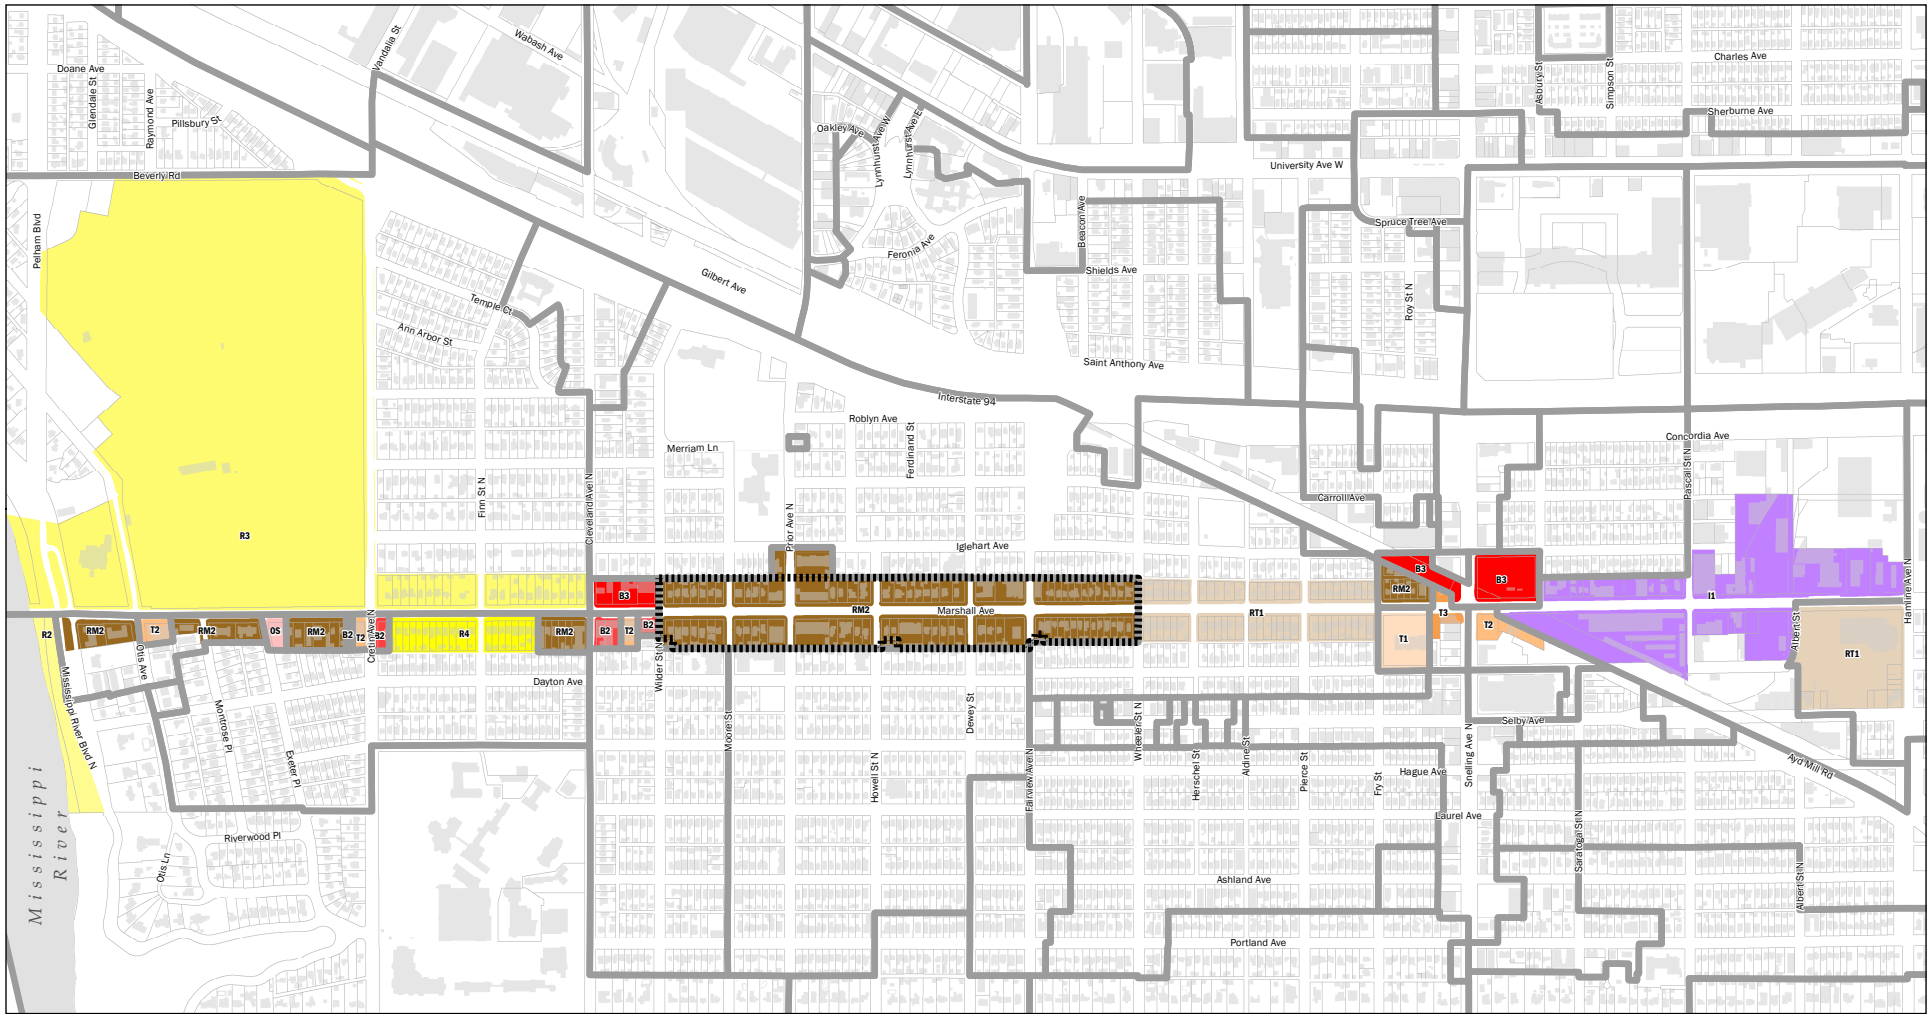 Vandalia St
Wabash Ave
Doane Ave
Glendale St
Raymond Ave
Pillsbury St
Beverly Rd
Pelham Blvd
Oakley Ave
Lynnhurst Ave W
Lynnhurst Ave E
Charles Ave
Asbury St
Simpson St
Sherburne Ave
University Ave W
Beacon Ave
Spruce Tree Ave
Feronia Ave
Shields Ave
Gilbert Ave
Temple Ct
Ann Arbor St
Roy St N
Saint Anthony Ave
Interstate 94
Roblyn Ave
Ferdinand St
Merriam Ln
Concordia Ave
Pascal St N
Finn St N
Cleveland Ave N
Prior Ave N
Carroll Ave
R3
Iglehart Ave
B3
B3
B3
RM2
I1
RM2
Marshall Ave
RT1
T3
Hamline Ave N
R2
RM2
T2
RM2
OS
RM2
B2
T2
B2
Cretin Ave N
R4
RM2
B2
T2
B2
T2
T1
Albert St
RT1
Otis Ave
Wilder St N
Dayton Ave
Mississippi River Blvd N
Montrose Pl
Exeter Pl
Moore St
Dewey St
Wheeler St N
Selby Ave
Howell St N
Fairview Ave N
Herschel St
Aldine St
Pierce St
Fry St
Hague Ave
Snelling Ave N
Ayd Mill Rd
Mississippi
River
Riverwood Pl
Otis Ln
Laurel Ave
Saratoga St N
Ashland Ave
Albert St N
Portland Ave